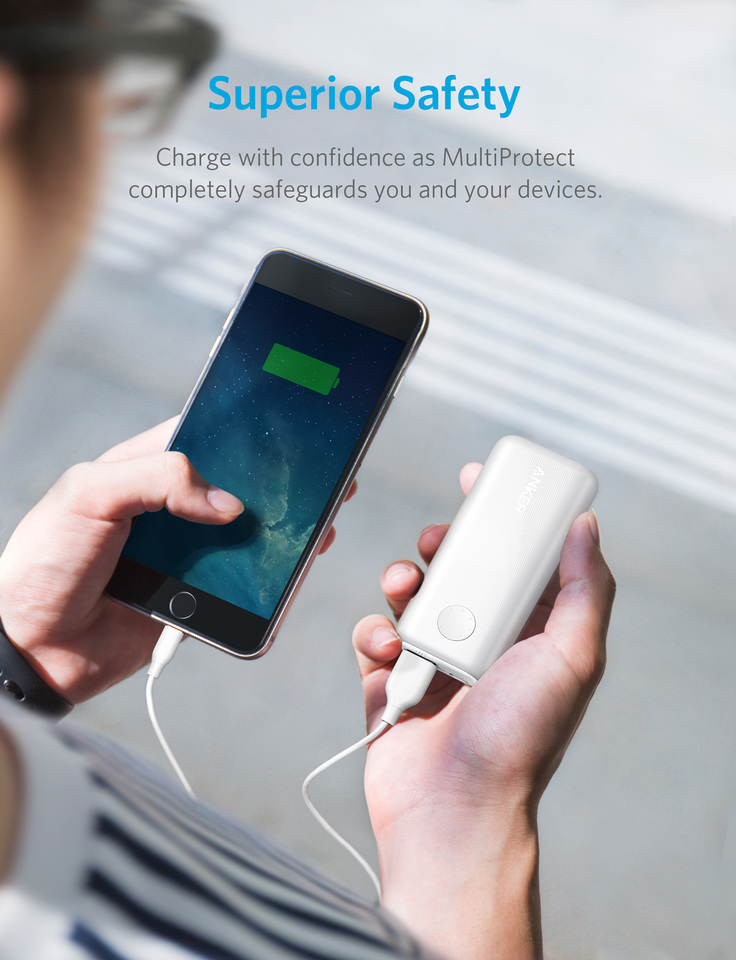 Superior Safety
Charge with confidence as MultiProtect
completely safeguards you and your devices.
ANKER